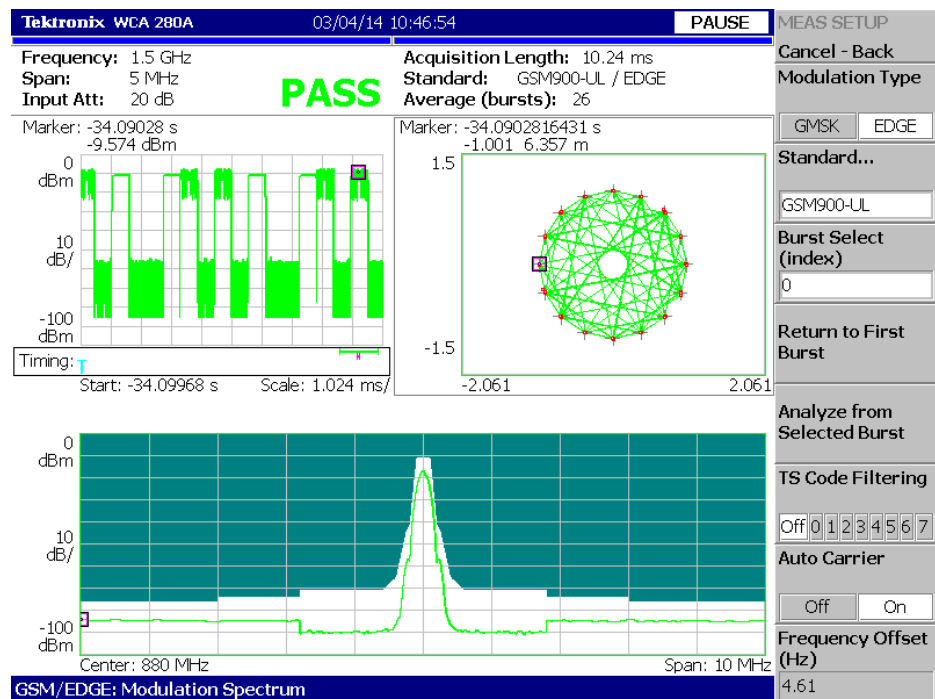 Tektronix WCA 280A 03/04/14 10:46:54 PAUSE
Frequency: 1.5 GHz
Span: 5 MHz
Input Att: 20 dB
PASS
Acquisition Length: 10.24 ms
Standard: GSM900-UL / EDGE
Average (bursts): 26
Marker: -34.09028 s
-9.574 dBm
0
dBm
10
dB/
-100
dBm
Timing: T
Start: -34.09968 s Scale: 1.024 ms/
Marker: -34.0902816431 s
-1.001 6.357 m
1.5
-1.5
-2.061 2.061
0
dBm
10
dB/
-100
dBm
Center: 880 MHz Span: 10 MHz
GSM/EDGE: Modulation Spectrum
MEAS SETUP
Cancel - Back
Modulation Type
GMSK EDGE
Standard...
GSM900-UL
Burst Select
(index)
0
Return to First
Burst
Analyze from
Selected Burst
TS Code Filtering
Off 0 1 2 3 4 5 6 7
Auto Carrier
Off On
Frequency Offset
(Hz)
4.61